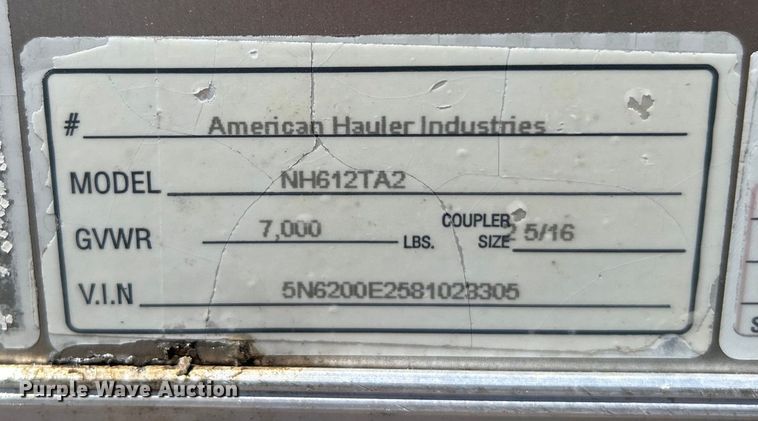 # American Hauler Industries
MODEL NH612TA2
GVWR 7,000 LBS. COUPLER SIZE 2 5/16
V.I.N 5N6200E2581023305
Purple Wave Auction